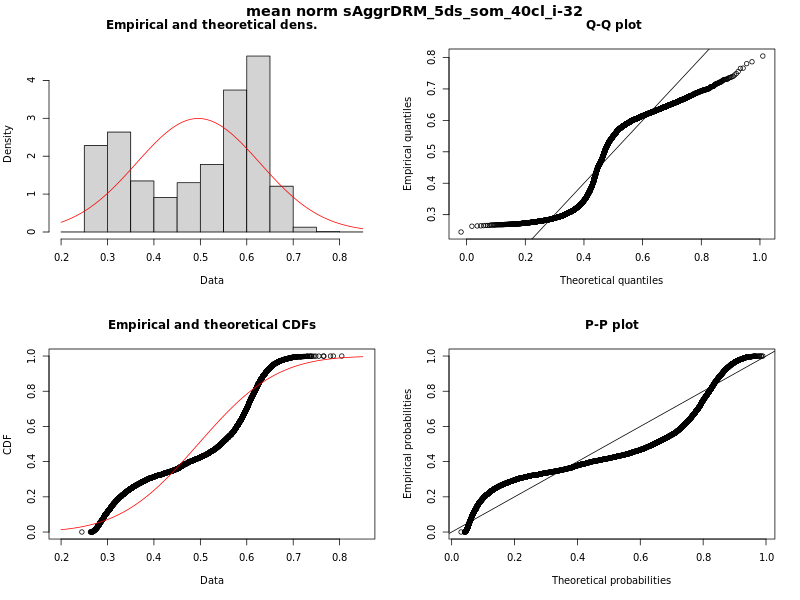 mean norm sAggrDRM_5ds_som_40cl_i-32
Empirical and theoretical dens.
Density
0 1 2 3 4
0.2 0.3 0.4 0.5 0.6 0.7 0.8
Data
Q-Q plot
Empirical quantiles
0.3 0.4 0.5 0.6 0.7 0.8
0.0 0.2 0.4 0.6 0.8 1.0
Theoretical quantiles
Empirical and theoretical CDFs
CDF
0.0 0.2 0.4 0.6 0.8 1.0
0.2 0.3 0.4 0.5 0.6 0.7 0.8
Data
P-P plot
Empirical probabilities
0.0 0.2 0.4 0.6 0.8 1.0
0.0 0.2 0.4 0.6 0.8 1.0
Theoretical probabilities